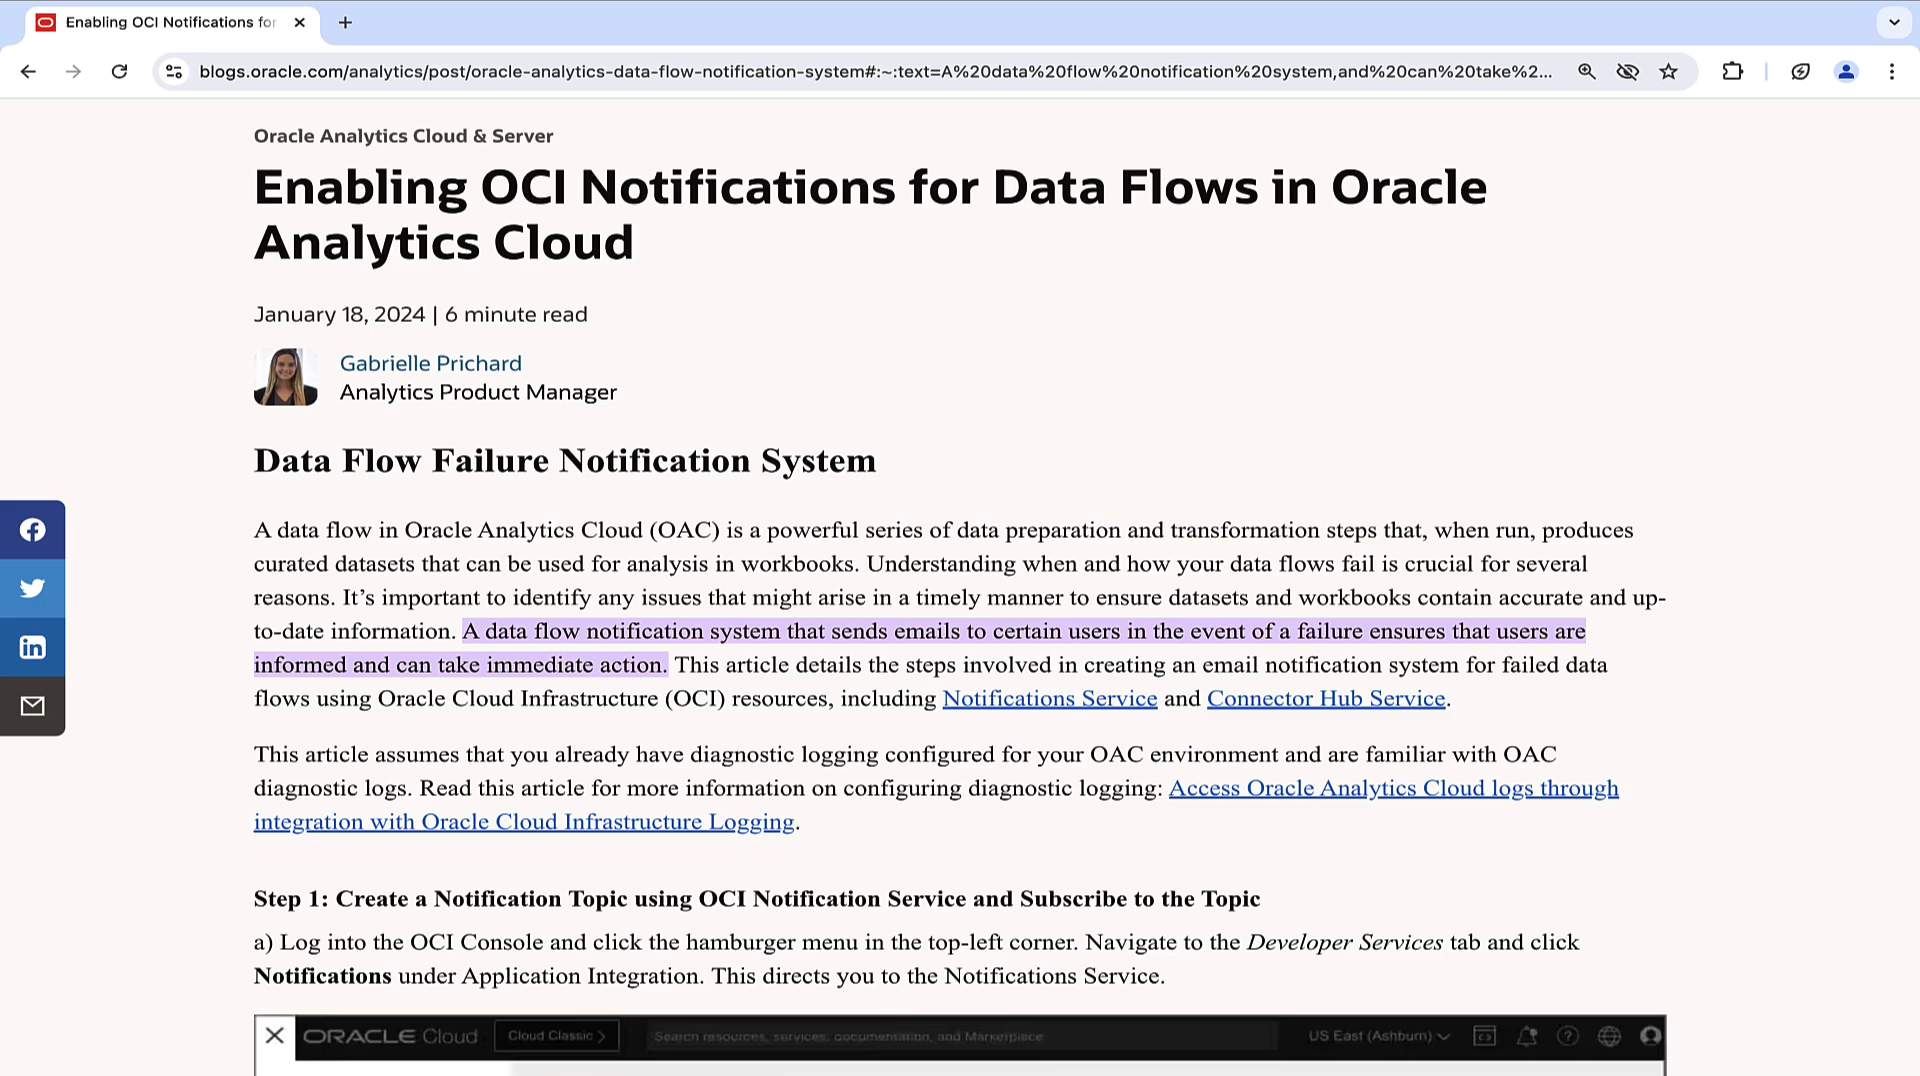 Enabling OCI Notifications for
blogs.oracle.com/analytics/post/oracle-analytics-data-flow-notification-system#:~:text=A%20data%20flow%20notification%20system,and%20can%20take%2...
Oracle Analytics Cloud & Server
Enabling OCI Notifications for Data Flows in Oracle
Analytics Cloud
January 18, 2024 | 6 minute read
Gabrielle Prichard
Analytics Product Manager
Data Flow Failure Notification System
A data flow in Oracle Analytics Cloud (OAC) is a powerful series of data preparation and transformation steps that, when run, produces
curated datasets that can be used for analysis in workbooks. Understanding when and how your data flows fail is crucial for several
reasons. It’s important to identify any issues that might arise in a timely manner to ensure datasets and workbooks contain accurate and up-
to-date information. A data flow notification system that sends emails to certain users in the event of a failure ensures that users are
informed and can take immediate action. This article details the steps involved in creating an email notification system for failed data
flows using Oracle Cloud Infrastructure (OCI) resources, including Notifications Service and Connector Hub Service.
This article assumes that you already have diagnostic logging configured for your OAC environment and are familiar with OAC
diagnostic logs. Read this article for more information on configuring diagnostic logging: Access Oracle Analytics Cloud logs through
integration with Oracle Cloud Infrastructure Logging.
Step 1: Create a Notification Topic using OCI Notification Service and Subscribe to the Topic
a) Log into the OCI Console and click the hamburger menu in the top-left corner. Navigate to the Developer Services tab and click
Notifications under Application Integration. This directs you to the Notifications Service.
ORACLE Cloud Cloud Classic > Search resources, services, documentation, and Marketplace US East (Ashburn)